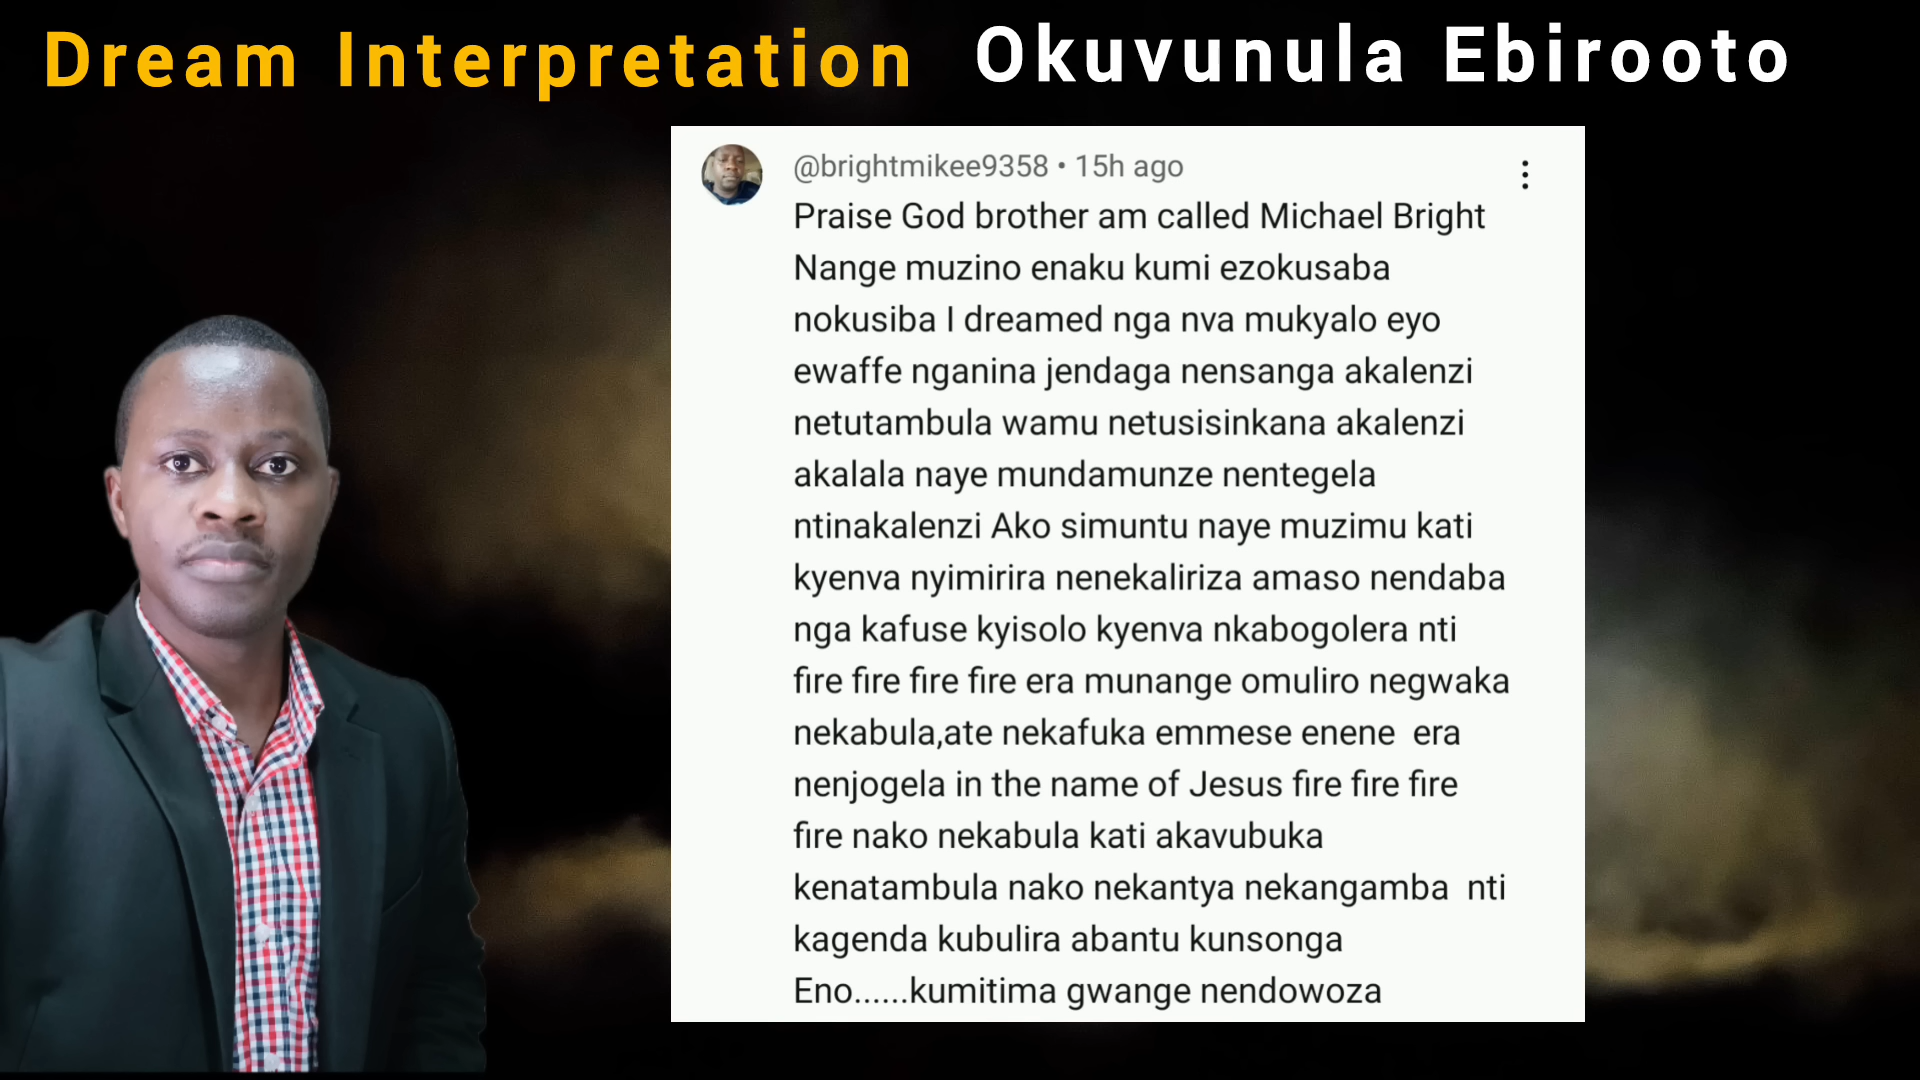 Dream Interpretation Okuvunula Ebirooto
@brightmikee9358 • 15h ago
Praise God brother am called Michael Bright
Nange muzino enaku kumi ezokusaba
nokusiba I dreamed nga nva mukyalo eyo
ewaffe nganina jendaga nensanga akalenzi
netutambula wamu netusisinkana akalenzi
akalala naye mundamunze nentegela
ntinakalenzi Ako simuntu naye muzimu kati
kyenva nyimirira nenekaliriza amaso nendaba
nga kafuse kyisolo kyenva nkabogolera nti
fire fire fire fire era munange omuliro negwaka
nekabula,ate nekafuka emmese enene  era
nenjogela in the name of Jesus fire fire fire
fire nako nekabula kati akavubuka
kenatambula nako nekantya nekangamba  nti
kagenda kubulira abantu kunsonga
Eno......kumitima gwange nendowoza